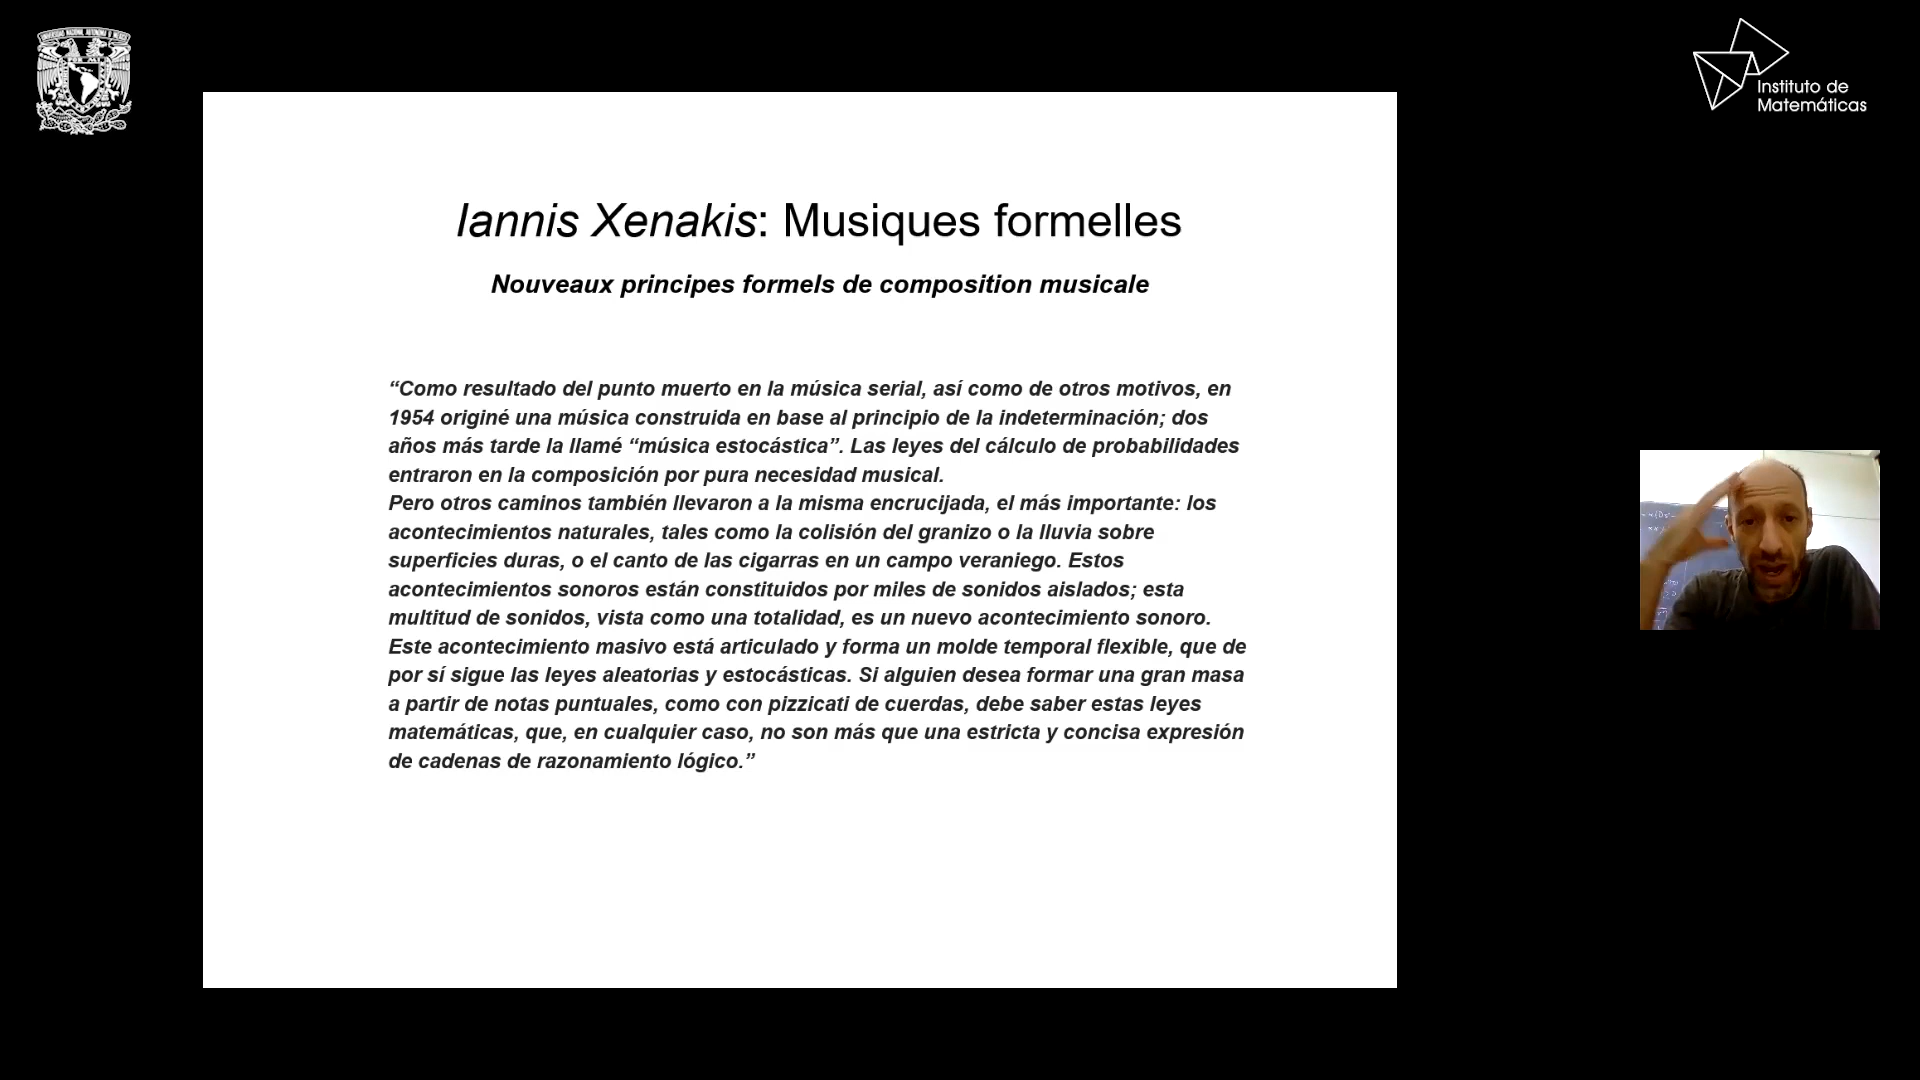 Instituto de
Matemáticas
Iannis Xenakis: Musiques formelles
Nouveaux principes formels de composition musicale
“Como resultado del punto muerto en la música serial, así como de otros motivos, en
1954 originé una música construida en base al principio de la indeterminación; dos
años más tarde la llamé “música estocástica”. Las leyes del cálculo de probabilidades
entraron en la composición por pura necesidad musical.
Pero otros caminos también llevaron a la misma encrucijada, el más importante: los
acontecimientos naturales, tales como la colisión del granizo o la lluvia sobre
superficies duras, o el canto de las cigarras en un campo veraniego. Estos
acontecimientos sonoros están constituidos por miles de sonidos aislados; esta
multitud de sonidos, vista como una totalidad, es un nuevo acontecimiento sonoro.
Este acontecimiento masivo está articulado y forma un molde temporal flexible, que de
por sí sigue las leyes aleatorias y estocásticas. Si alguien desea formar una gran masa
a partir de notas puntuales, como con pizzicati de cuerdas, debe saber estas leyes
matemáticas, que, en cualquier caso, no son más que una estricta y concisa expresión
de cadenas de razonamiento lógico.”